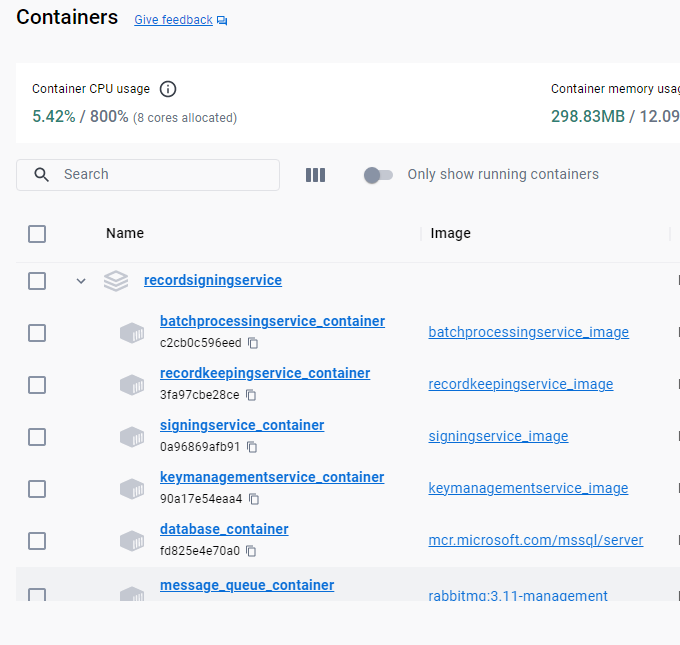 Containers Give feedback
Container CPU usage
5.42% / 800% (8 cores allocated)
Container memory
298.83MB / 12.09
Search
Only show running containers
Name Image
recordsigningservice
batchprocessingservice_container
c2cb0c596eed
batchprocessingservice_image
recordkeepingservice_container
3fa97cbe28ce
recordkeepingservice_image
signingservice_container
0a96869afb91
signingservice_image
keymanagementservice_container
90a17e54eaa4
keymanagementservice_image
database_container
fd825e4e70a0
mcr.microsoft.com/mssql/server
message_queue_container
rabbitmq:3.11-management